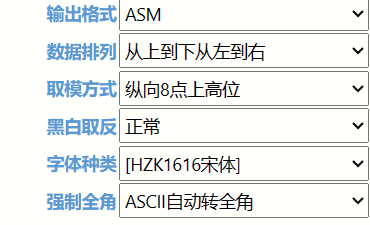 输出格式 ASM
数据排列 从上到下从左到右
取模方式 纵向8点上高位
黑白取反 正常
字体种类 [HZK1616宋体]
强制全角 ASCII自动转全角